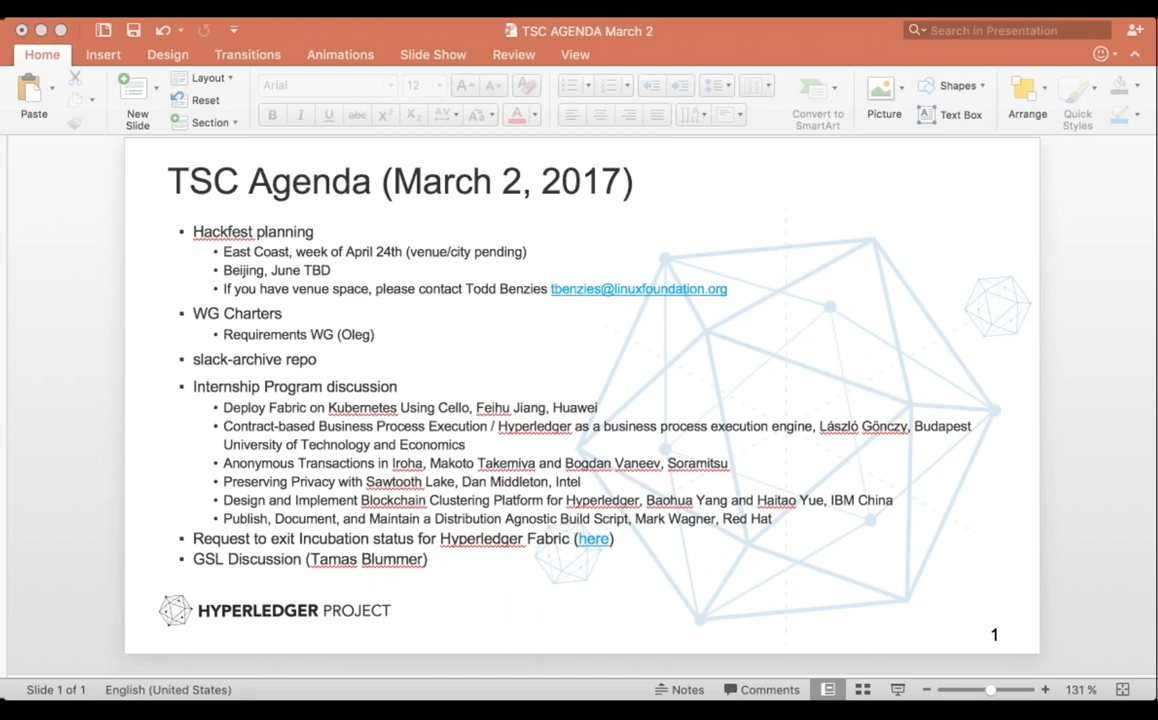 TSC AGENDA March 2
Search in Presentation
Home Insert Design Transitions Animations Slide Show Review View
Paste
New
Slide
Layout
Reset
Section
Arial 12
B I U abc X² X₂ AV Aa A
Convert to
SmartArt
Picture
Shapes
Text Box
Arrange
Quick
Styles
TSC Agenda (March 2, 2017)
▪ Hackfest planning
• East Coast, week of April 24th (venue/city pending)
• Beijing, June TBD
• If you have venue space, please contact Todd Benzies tbenzies@linuxfoundation.org
▪ WG Charters
• Requirements WG (Oleg)
▪ slack-archive repo
▪ Internship Program discussion
• Deploy Fabric on Kubernetes Using Cello, Feihu Jiang, Huawei
• Contract-based Business Process Execution / Hyperledger as a business process execution engine, László Gönczy, Budapest
University of Technology and Economics
• Anonymous Transactions in Iroha, Makoto Takemiya and Bogdan Vaneev, Soramitsu
• Preserving Privacy with Sawtooth Lake, Dan Middleton, Intel
• Design and Implement Blockchain Clustering Platform for Hyperledger, Baohua Yang and Haitao Yue, IBM China
• Publish, Document, and Maintain a Distribution Agnostic Build Script, Mark Wagner, Red Hat
▪ Request to exit Incubation status for Hyperledger Fabric (here)
▪ GSL Discussion (Tamas Blummer)
HYPERLEDGER PROJECT
1
Slide 1 of 1 English (United States) Notes Comments 131 %